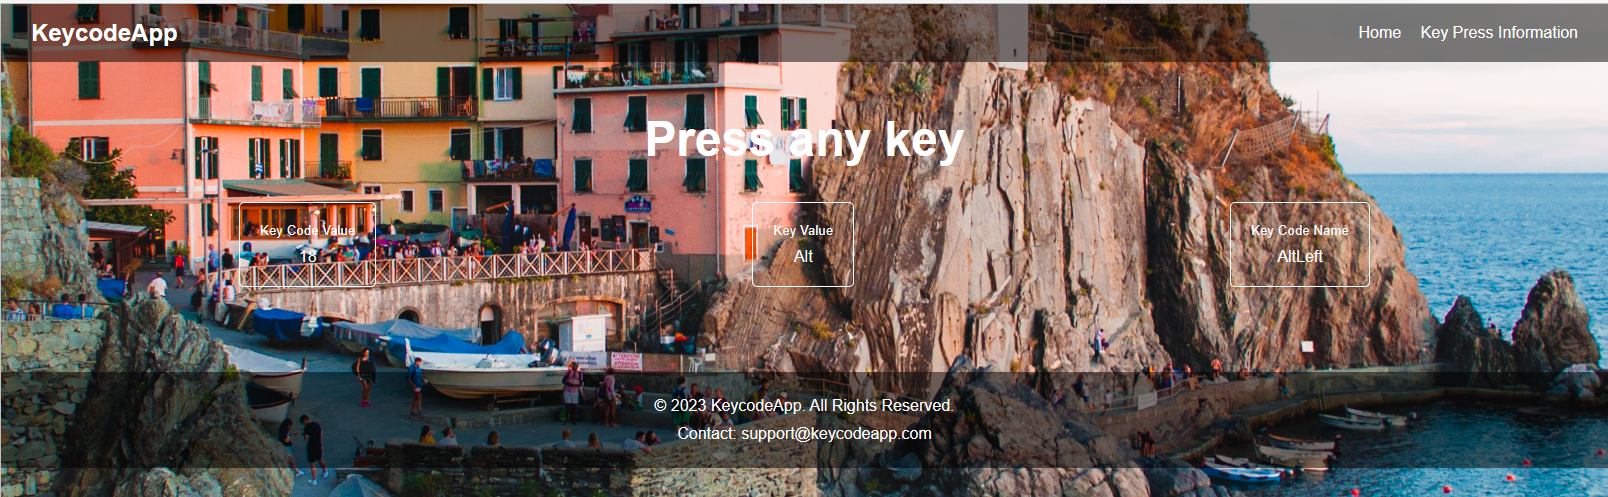 KeycodeApp
Home
Key Press Information
Press any key
Key Code Value
18
Key Value
Alt
Key Code Name
AltLeft
© 2023 KeycodeApp. All Rights Reserved.
Contact: support@keycodeapp.com